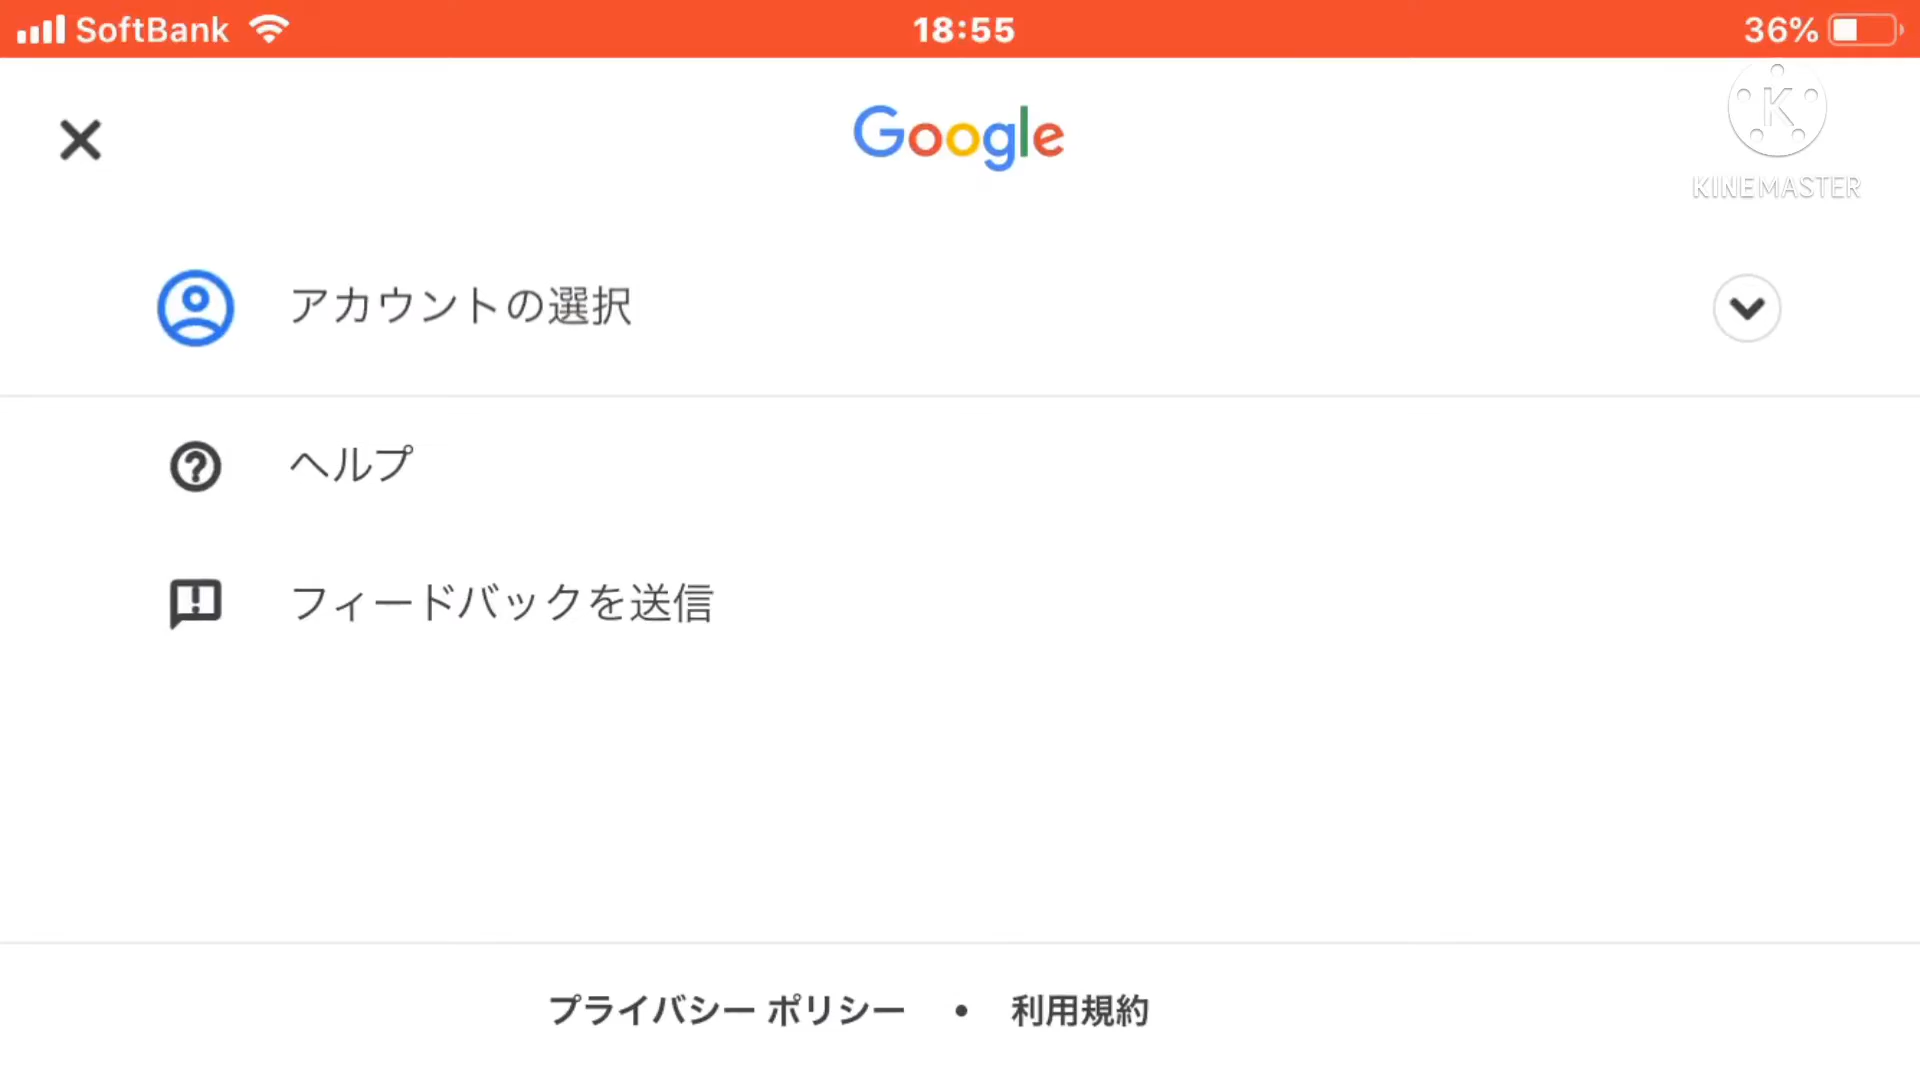 SoftBank 18:55 36%
Google
KINEMASTER
アカウントの選択
ヘルプ
フィードバックを送信
プライバシー ポリシー • 利用規約